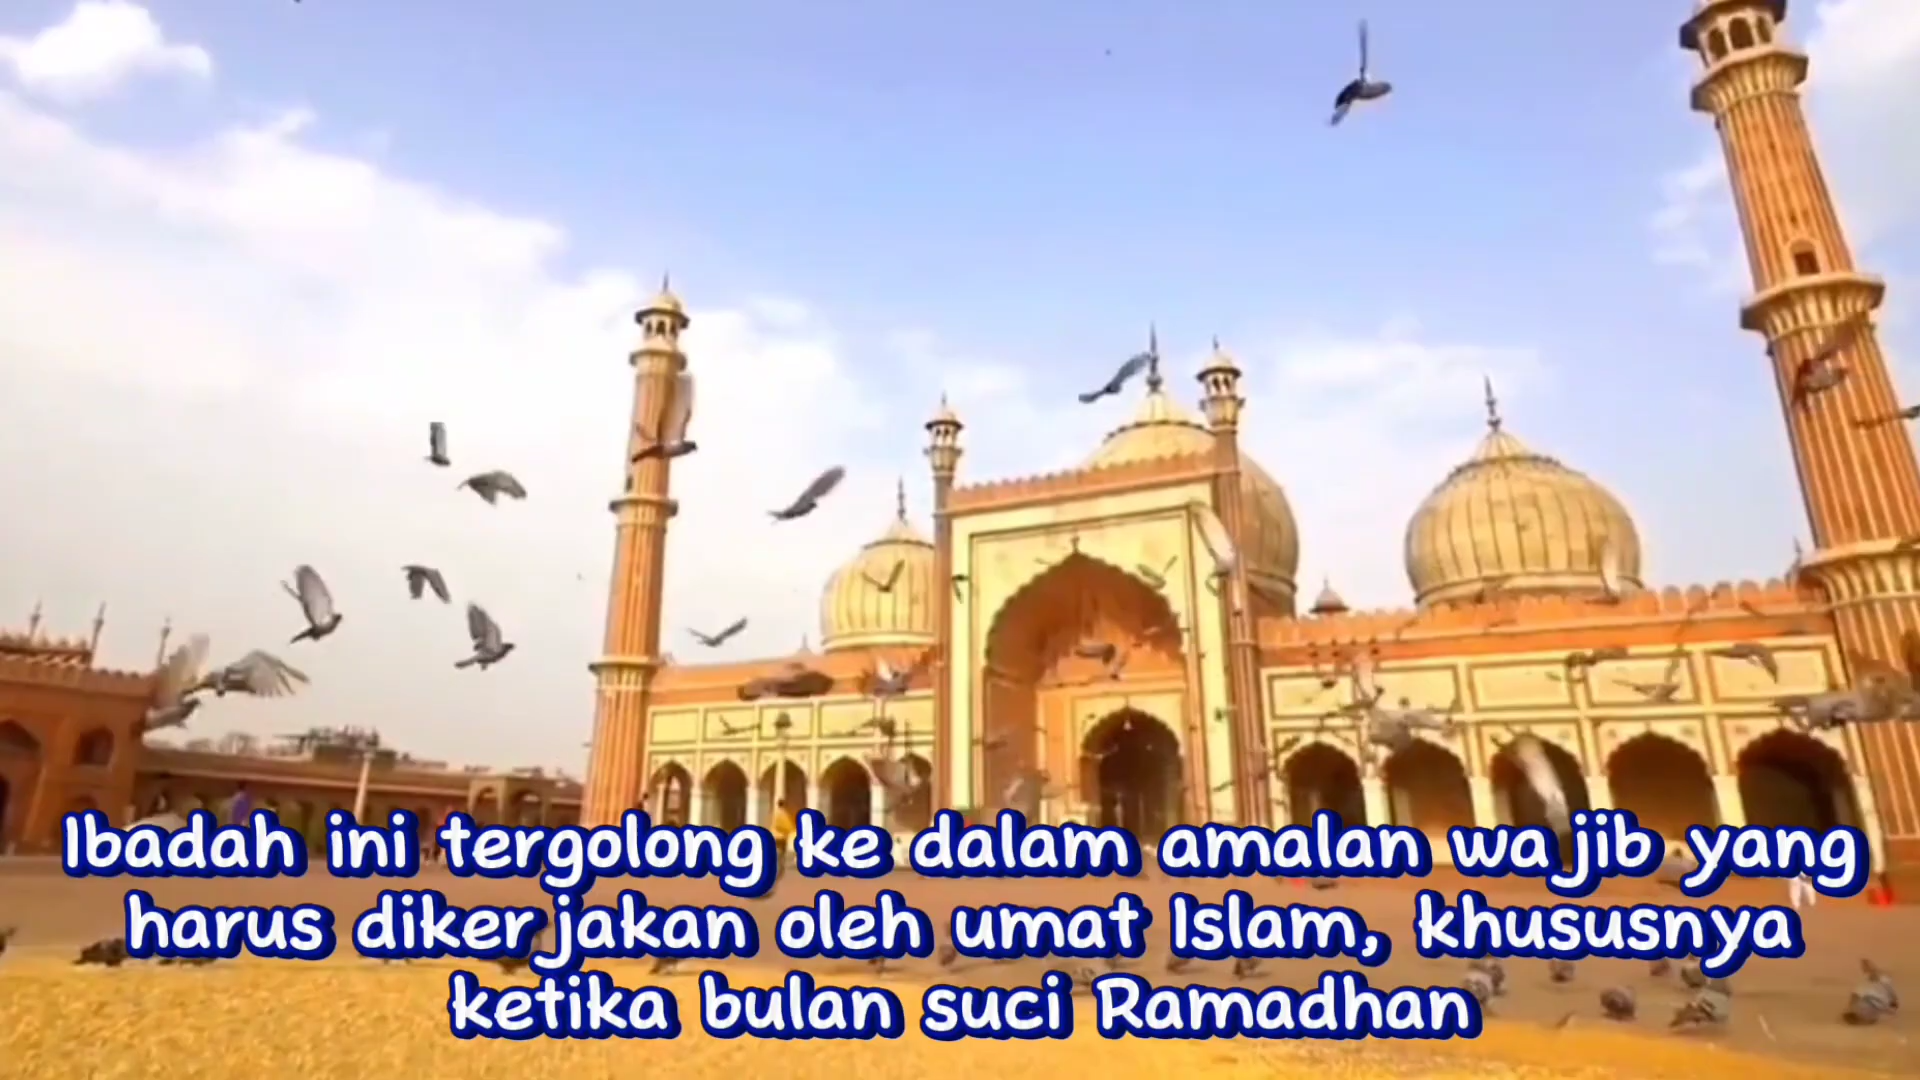 Ibadah ini tergolong ke dalam amalan wajib yang
harus dikerjakan oleh umat Islam, khususnya
ketika bulan suci Ramadhan